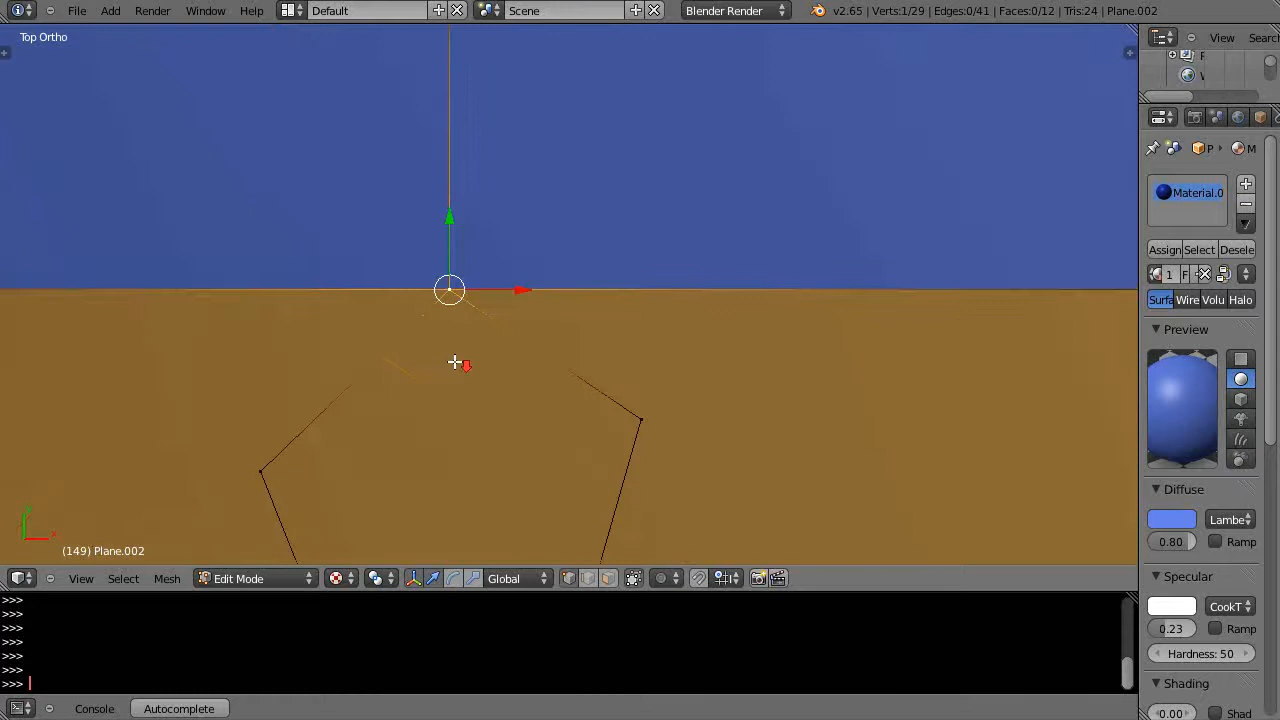 File Add Render Window Help Default Scene Blender Render v2.65 | Verts:1/29 | Edges:0/41 | Faces:0/12 | Tris:24 | Plane.002
Top Ortho
View Search
Material.0
Assign Select Desele
1 F
Surfa Wire Volu Halo
Preview
Diffuse
Lambe
0.80 Ramp
(149) Plane.002
View Select Mesh Edit Mode Global
Specular
CookT
0.23 Ramp
Hardness: 50
Shading
0.00 Shad
>>>
>>>
>>>
>>>
>>>
>>>
>>>
Console Autocomplete